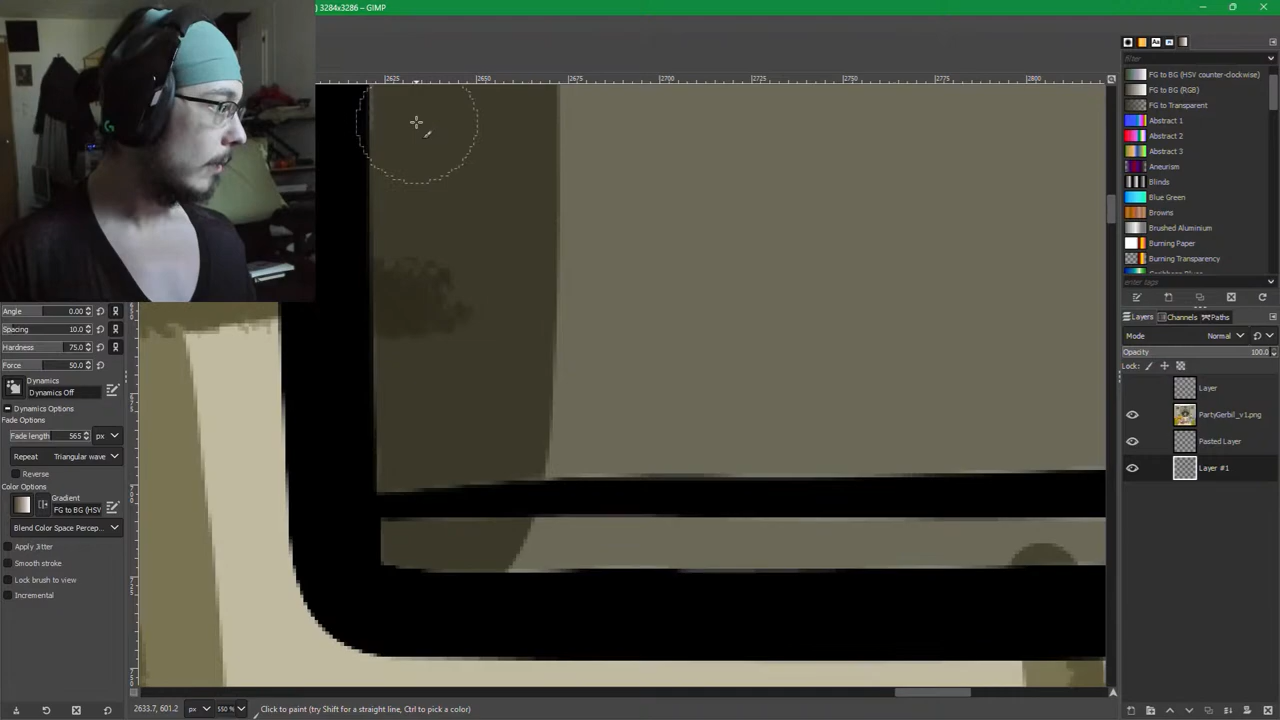 ) 3284x3286 – GIMP
2625 2650 2675 2700 2725 2750 2775 2800
filter
FG to BG (HSV counter-clockwise)
FG to BG (RGB)
FG to Transparent
Abstract 1
Abstract 2
Abstract 3
Aneurism
Blinds
Blue Green
Browns
Brushed Aluminium
Burning Paper
Burning Transparency
enter tags
Layers Channels Paths
Mode Normal
Opacity 100.0
Lock:
Layer
PartyGerbil_v1.png
Pasted Layer
Layer #1
Angle 0.00
Spacing 10.0
Hardness 75.0
Force 50.0
Dynamics
Dynamics Off
Dynamics Options
Fade Options
Fade length 565 px
Repeat Triangular wave
Reverse
Color Options
Gradient
FG to BG (HSV
Blend Color Space Percep...
Apply Jitter
Smooth stroke
Lock brush to view
Incremental
2633.7, 601.2 px 550 % Click to paint (try Shift for a straight line, Ctrl to pick a color)